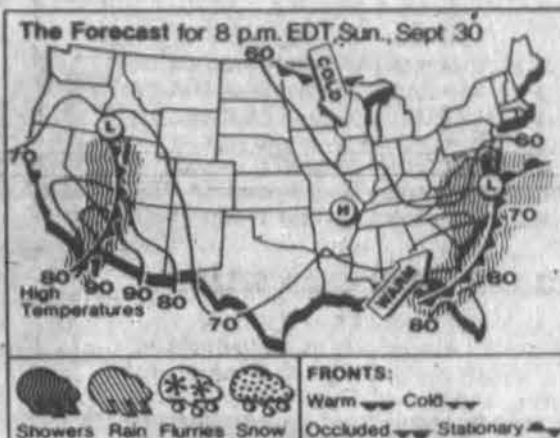 The Forecast for 8 p.m. EDT, Sun., Sept 30
60
COLD
L
70
60
L
H
70
WARM
80
80
90
90
80
80
High
Temperatures
70
FRONTS:
Warm Cold
Showers Rain Flurries Snow
Occluded Stationary